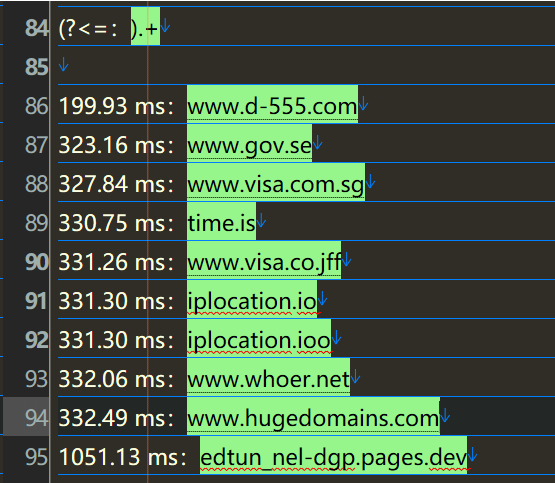 84 (?<=: ).+↓
85 ↓
86 199.93 ms: www.d-555.com↓
87 323.16 ms: www.gov.se↓
88 327.84 ms: www.visa.com.sg↓
89 330.75 ms: time.is↓
90 331.26 ms: www.visa.co.jff↓
91 331.30 ms: iplocation.io↓
92 331.30 ms: iplocation.ioo↓
93 332.06 ms: www.whoer.net↓
94 332.49 ms: www.hugedomains.com↓
95 1051.13 ms: edtun_nel-dgp.pages.dev↓